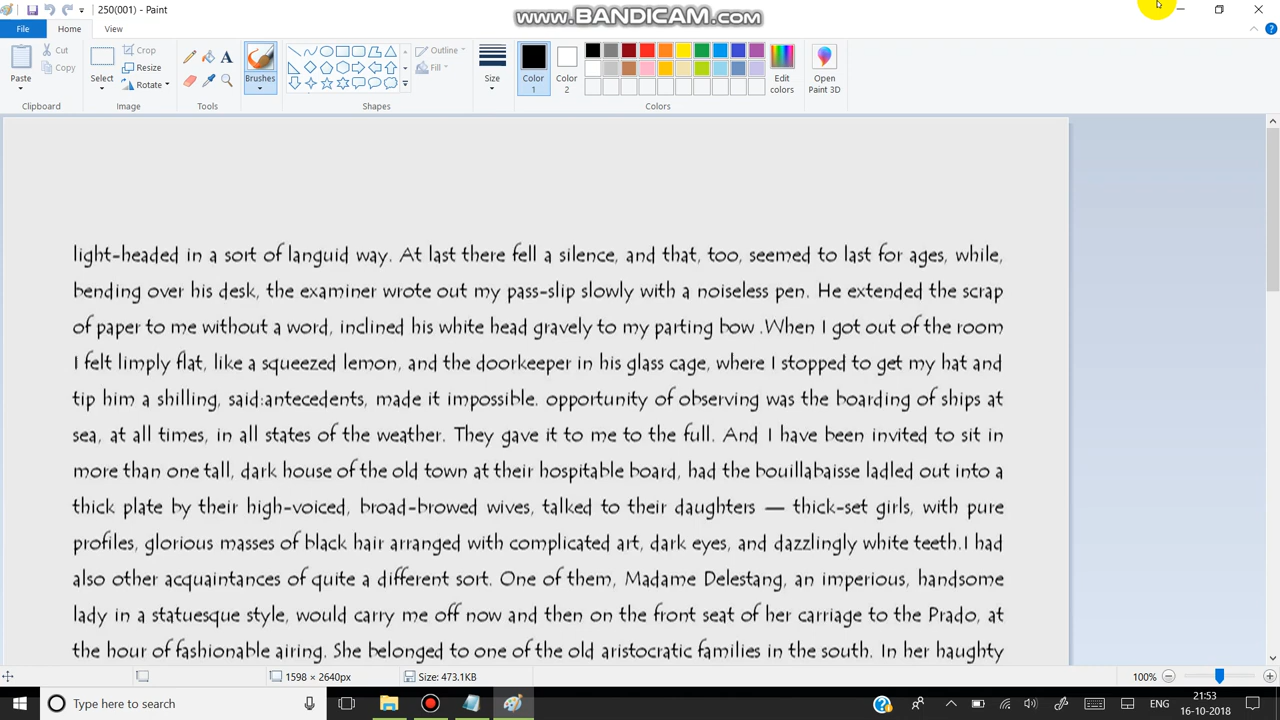 250(001) - Paint
www.BANDICAM.com
File Home View
Paste Cut Copy Clipboard
Select Crop Resize Rotate Image
Tools
Brushes
Shapes Outline Fill
Size
Color 1 Color 2 Colors
Edit colors
Open Paint 3D
light-headed in a sort of languid way. At last there fell a silence, and that, too, seemed to last for ages, while,
bending over his desk, the examiner wrote out my pass-slip slowly with a noiseless pen. He extended the scrap
of paper to me without a word, inclined his white head gravely to my parting bow .When I got out of the room
I felt limply flat, like a squeezed lemon, and the doorkeeper in his glass cage, where I stopped to get my hat and
tip him a shilling, said:antecedents, made it impossible. opportunity of observing was the boarding of ships at
sea, at all times, in all states of the weather. They gave it to me to the full. And I have been invited to sit in
more than one tall, dark house of the old town at their hospitable board, had the bouillabaisse ladled out into a
thick plate by their high-voiced, broad-browed wives, talked to their daughters — thick-set girls, with pure
profiles, glorious masses of black hair arranged with complicated art, dark eyes, and dazzlingly white teeth.I had
also other acquaintances of quite a different sort. One of them, Madame Delestang, an imperious, handsome
lady in a statuesque style, would carry me off now and then on the front seat of her carriage to the Prado, at
the hour of fashionable airing. She belonged to one of the old aristocratic families in the south. In her haughty
1598 × 2640px Size: 473.1KB 100%
Type here to search
ENG 21:53 16-10-2018